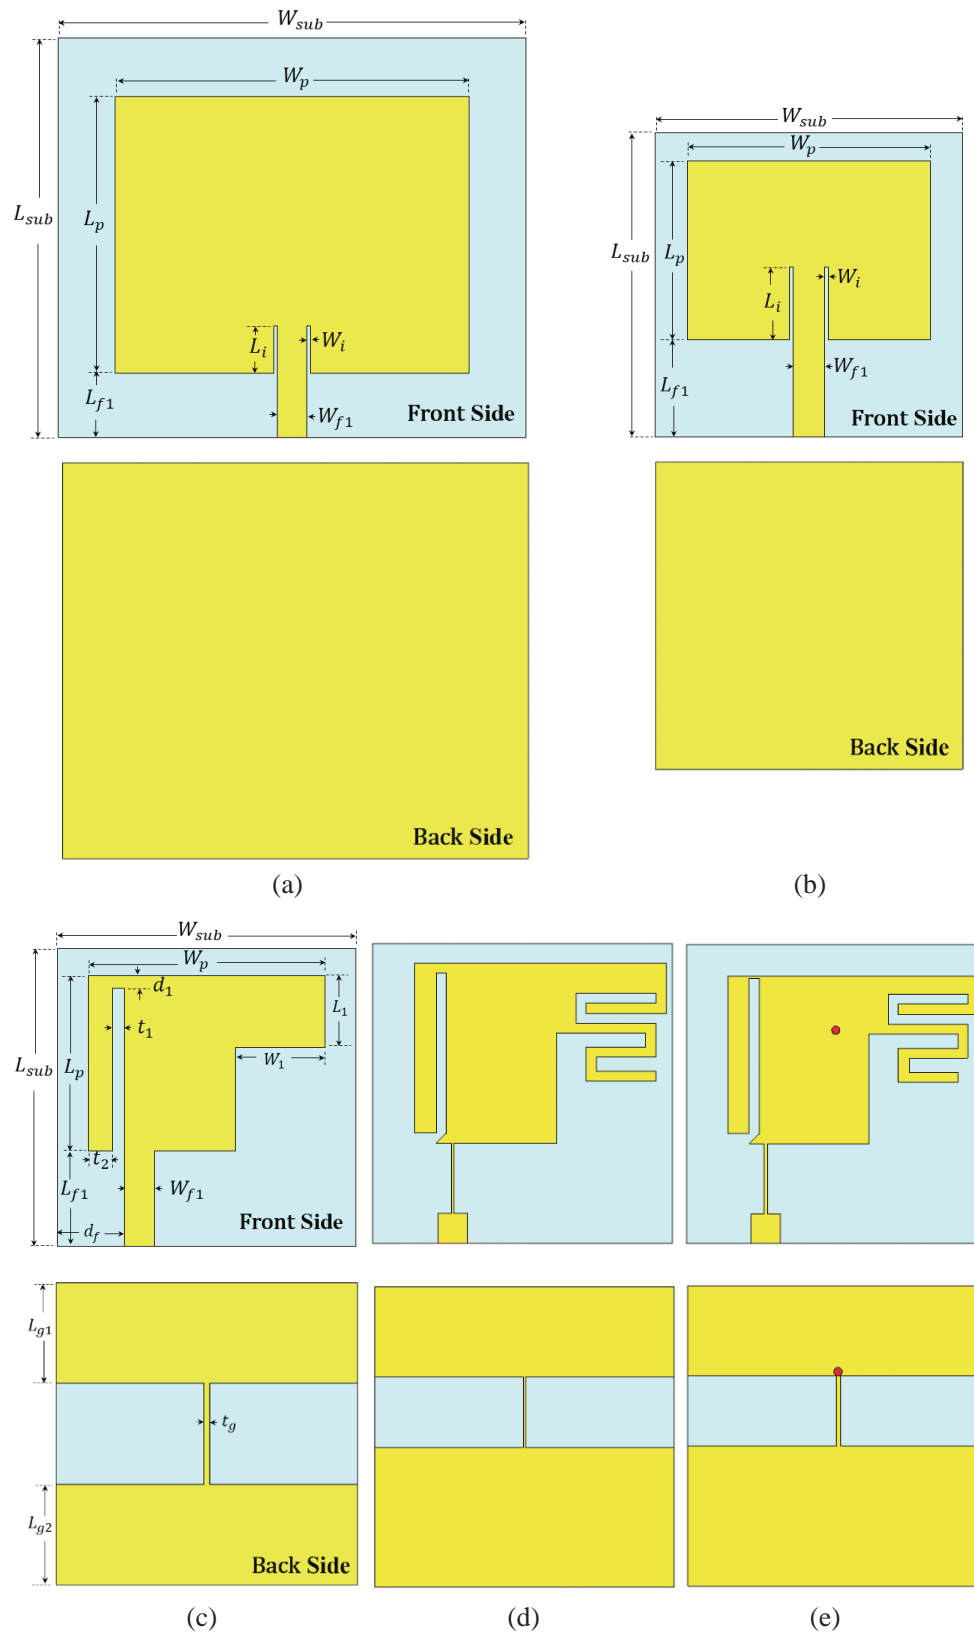 W_sub
W_p
L_sub
L_p
L_i
W_i
L_f1
W_f1
Front Side
Back Side
(a)
W_sub
W_p
L_sub
L_p
L_i
W_i
L_f1
W_f1
Front Side
Back Side
(b)
W_sub
W_p
d_1
L_1
t_1
L_sub
L_p
W_1
t_2
L_f1
W_f1
d_f
Front Side
L_g1
t_g
L_g2
Back Side
(c)
(d)
(e)